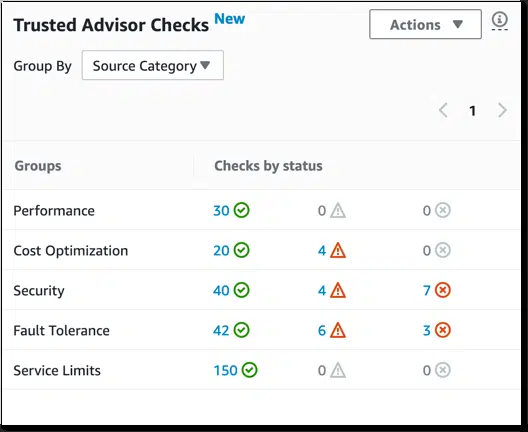 Trusted Advisor Checks New
Actions
Group By Source Category
1
Groups Checks by status
Performance 30 0 0
Cost Optimization 20 4 0
Security 40 4 7
Fault Tolerance 42 6 3
Service Limits 150 0 0